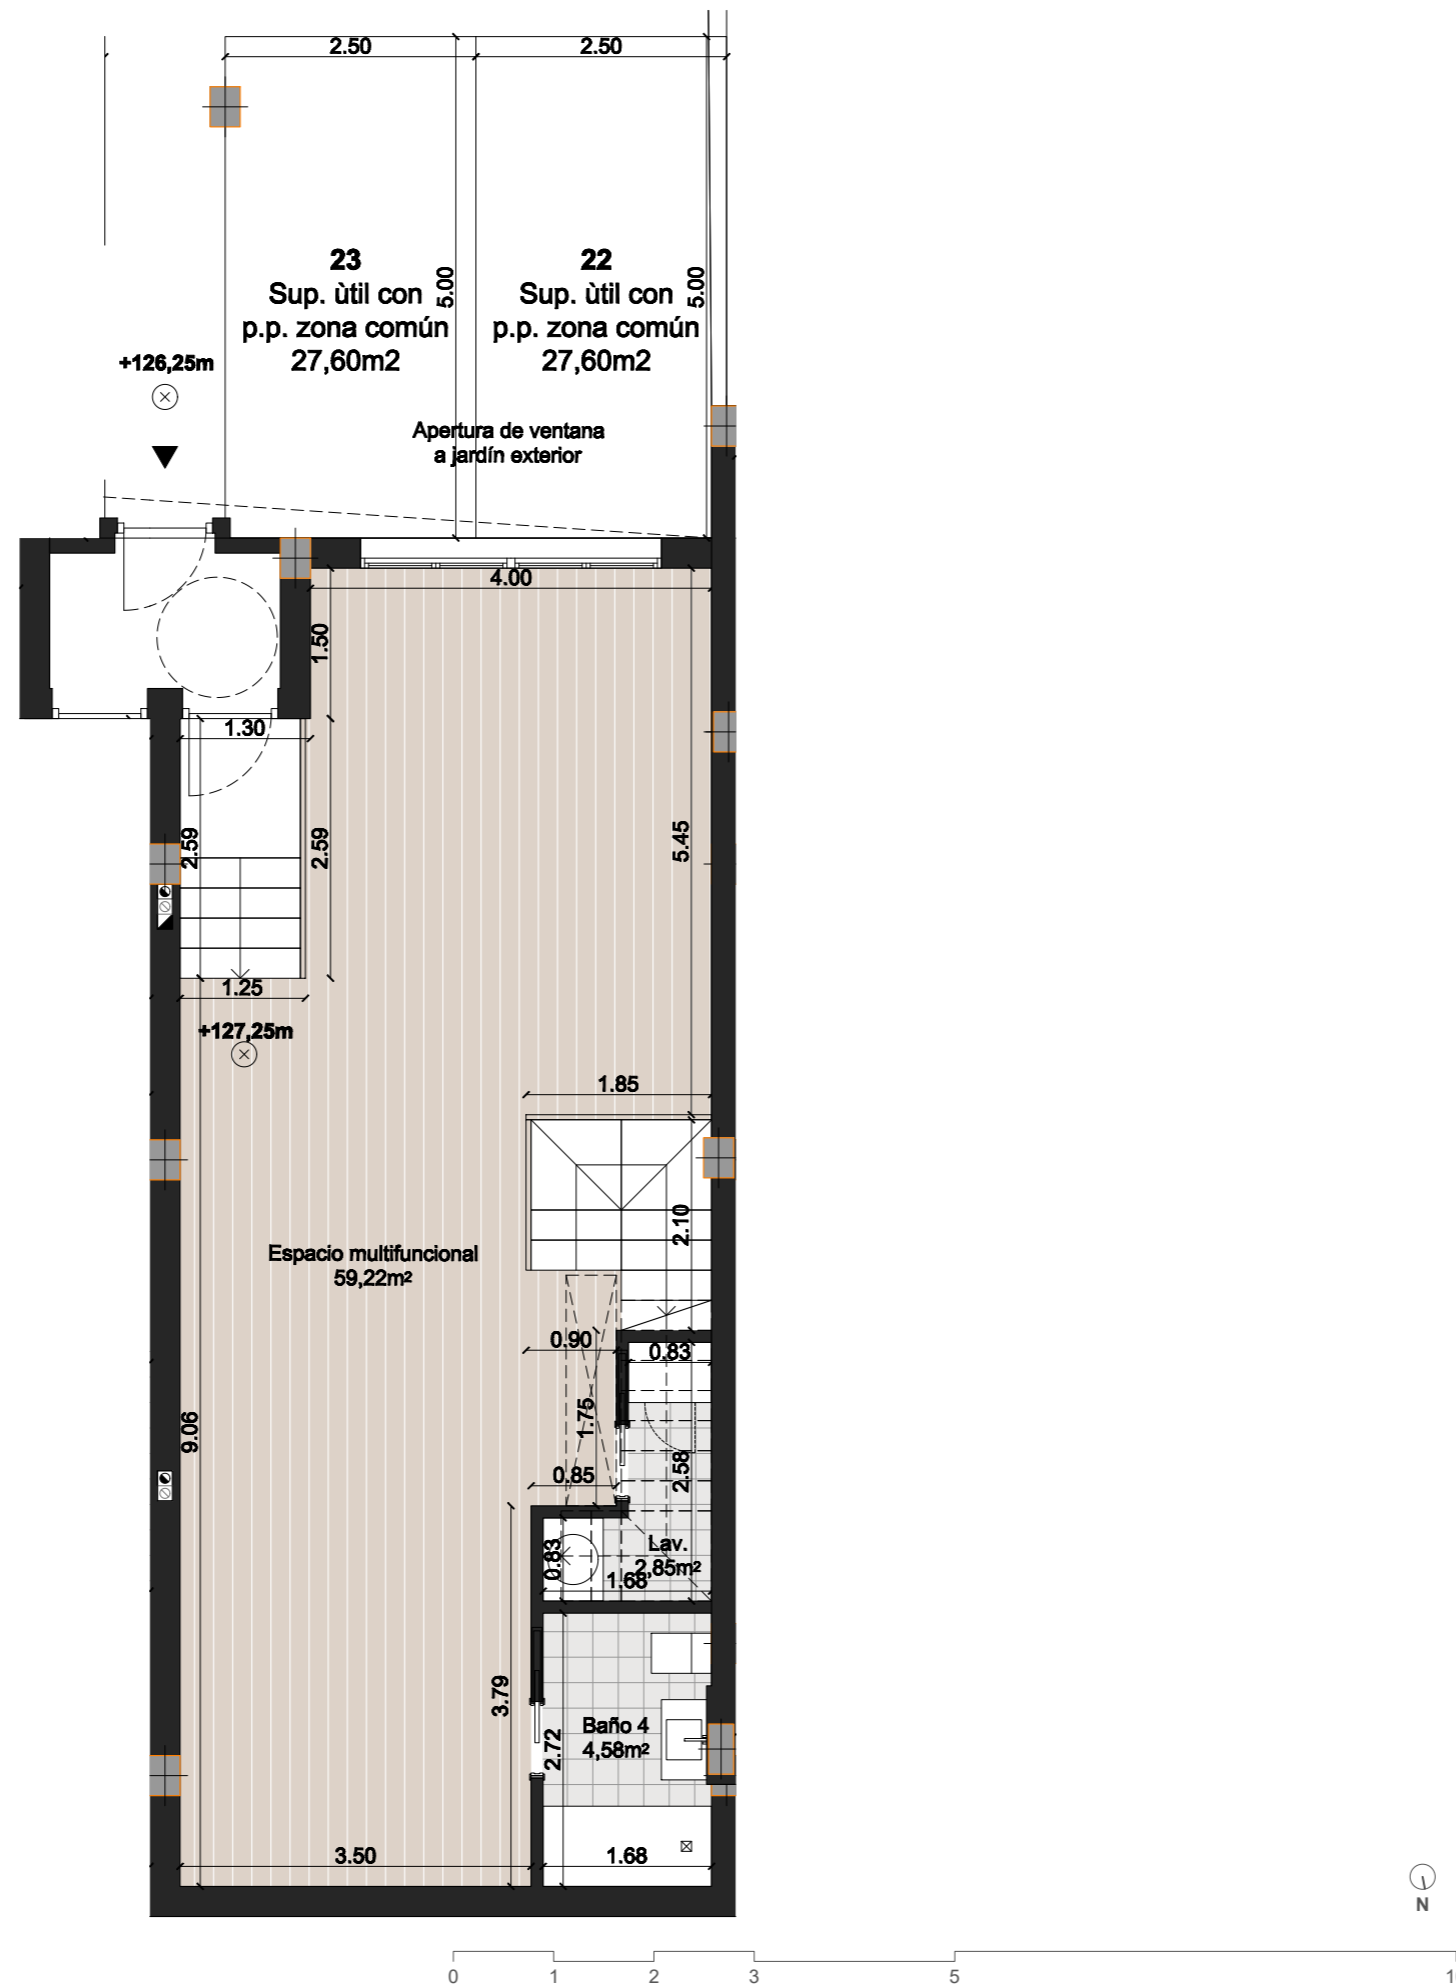 2.50
2.50
23
Sup. ùtil con
p.p. zona común
27,60m2
5.00
22
Sup. ùtil con
p.p. zona común
27,60m2
5.00
+126,25m
Apertura de ventana
a jardín exterior
4.00
1.50
1.30
2.59
2.59
5.45
1.25
+127,25m
1.85
2.10
Espacio multifuncional
59,22m²
0.90
0.83
1.75
9.06
0.85
2.58
0.83
Lav.
2,85m²
1.68
3.79
2.72
Baño 4
4,58m²
3.50
1.68
N
0
1
2
3
5
1